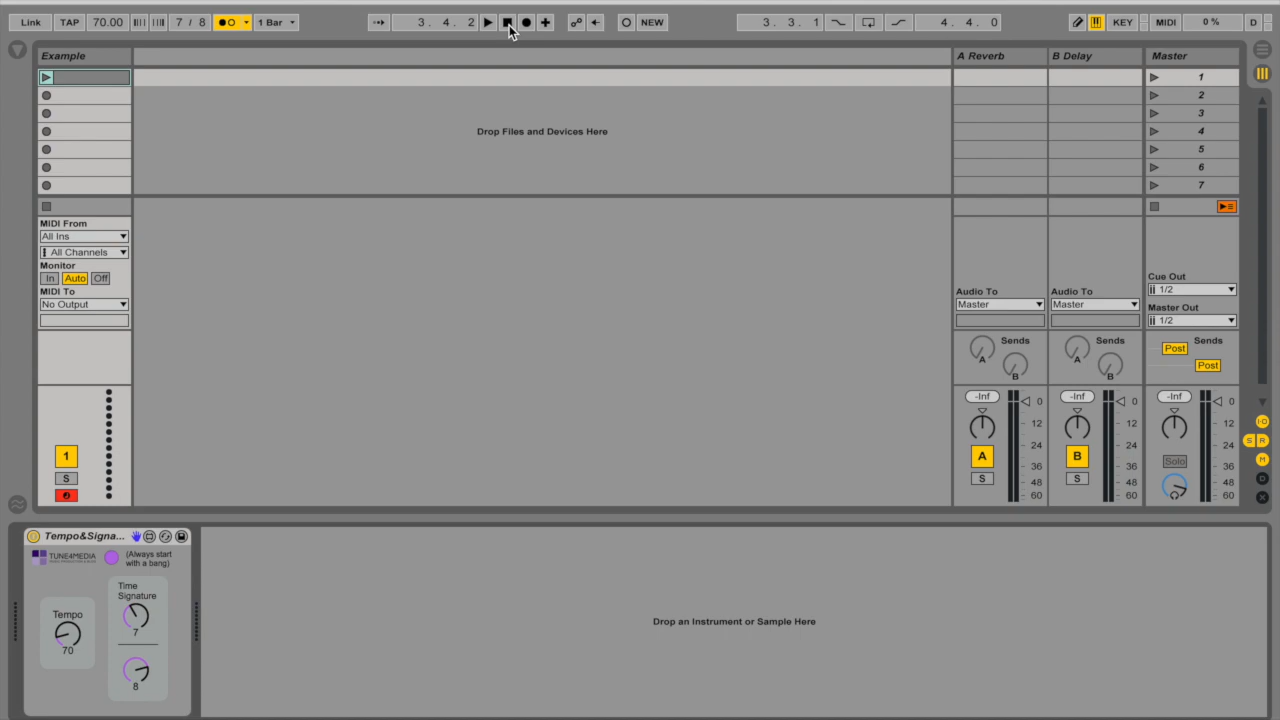 Link TAP 70.00 7 / 8 1 Bar 3. 4. 2 NEW 3. 3. 1 4. 4. 0 KEY MIDI 0 % D
Example A Reverb B Delay Master
1
2
3
Drop Files and Devices Here 4
5
6
7
MIDI From
All Ins
All Channels
Monitor
In Auto Off
MIDI To
No Output
Audio To
Master
Audio To
Master
Cue Out
1/2
Master Out
1/2
Sends
A
B
Sends
A
B
Sends
Post
Post
1
S
-Inf
0
12
24
36
48
60
A
S
-Inf
0
12
24
36
48
60
B
S
-Inf
0
12
24
36
48
60
Solo
I·O
S R
M
D
X
Tempo&Signa...
TUNE4MEDIA
(Always start
with a bang)
Time
Signature
7
Tempo
70
8
Drop an Instrument or Sample Here